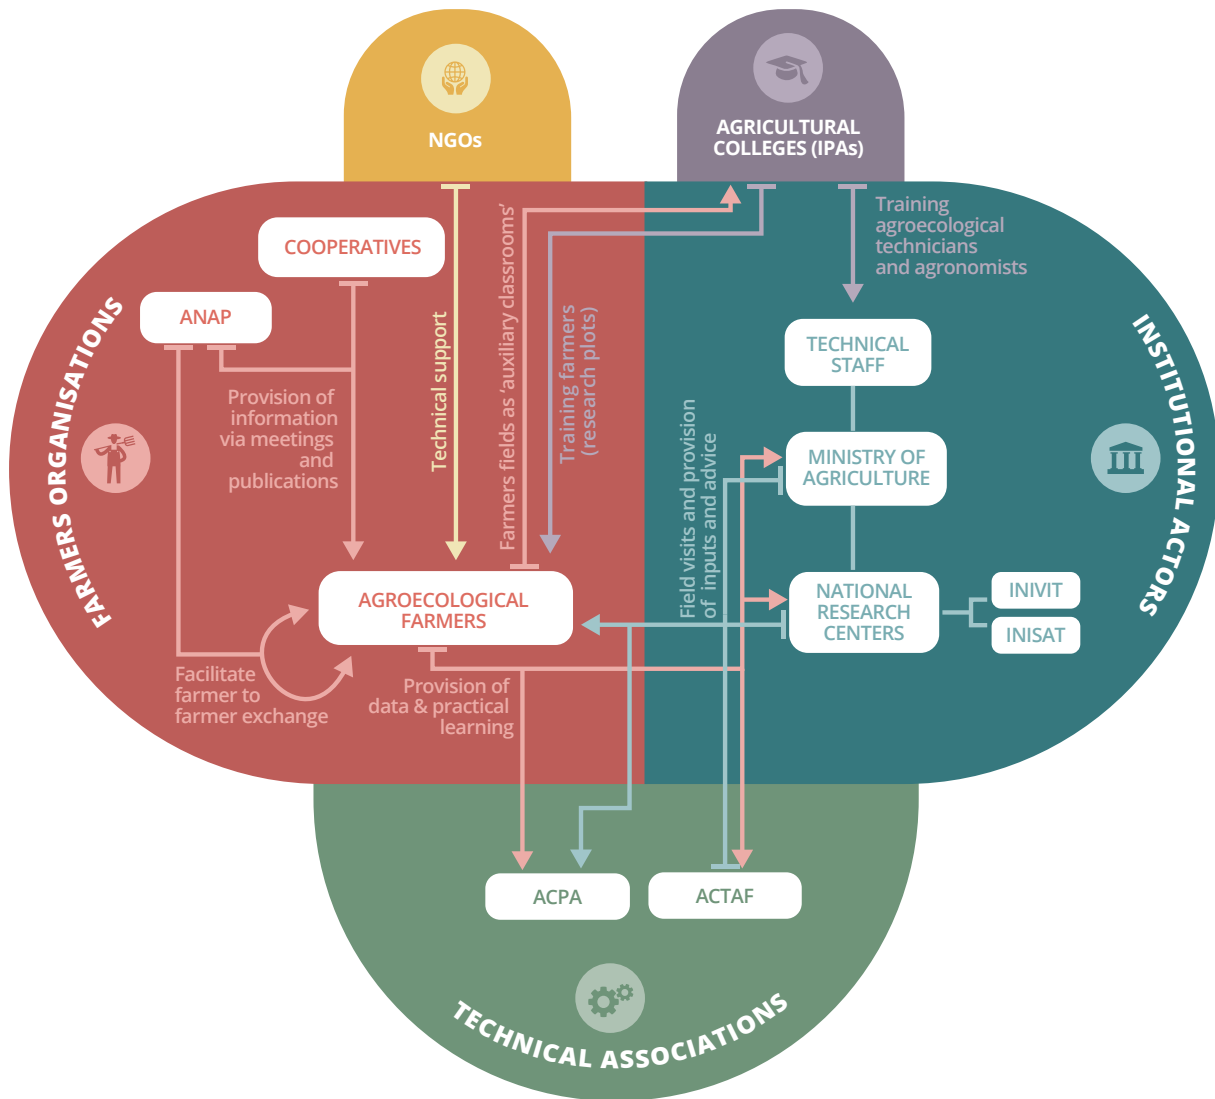 NGOs
AGRICULTURAL
COLLEGES (IPAs)
FARMERS ORGANISATIONS
COOPERATIVES
ANAP
Provision of
information
via meetings
and
publications
Technical support
Farmers fields as ‘auxiliary classrooms’
Training farmers
(research plots)
Training
agroecological
technicians
and agronomists
INSTITUTIONAL ACTORS
TECHNICAL
STAFF
MINISTRY OF
AGRICULTURE
Field visits and provision
of inputs and advice
NATIONAL
RESEARCH
CENTERS
INIVIT
INISAT
AGROECOLOGICAL
FARMERS
Facilitate
farmer to
farmer exchange
Provision of
data & practical
learning
ACPA
ACTAF
TECHNICAL ASSOCIATIONS